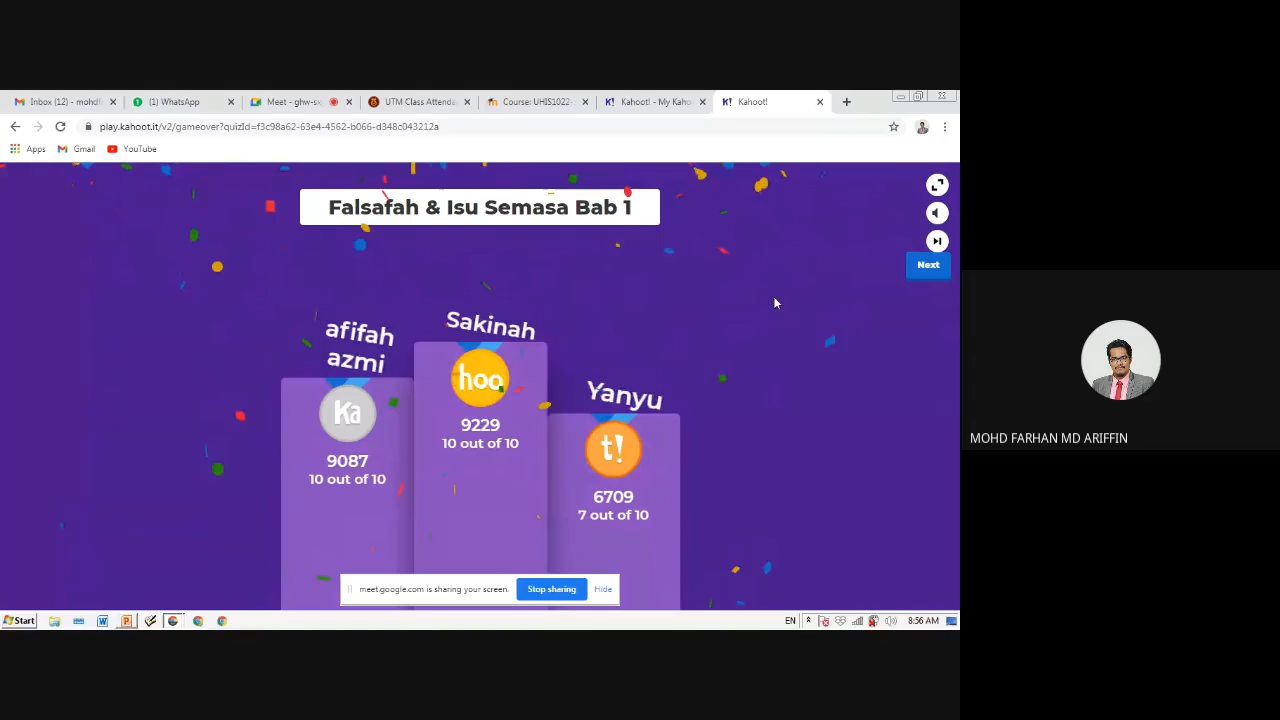 Inbox (12) - mohdf
(1) WhatsApp
Meet - ghw-sx
UTM Class Attenda
Course: UHIS1022-
K! Kahoot! - My Kaho
K! Kahoot!
play.kahoot.it/v2/gameover?quizId=f3c98a62-63e4-4562-b066-d348c043212a
Apps
Gmail
YouTube
Falsafah & Isu Semasa Bab 1
Next
afifah
azmi
Sakinah
Yanyu
Ka
9087
10 out of 10
hoo
9229
10 out of 10
t!
6709
7 out of 10
meet.google.com is sharing your screen.
Stop sharing
Hide
MOHD FARHAN MD ARIFFIN
Start
EN
8:56 AM